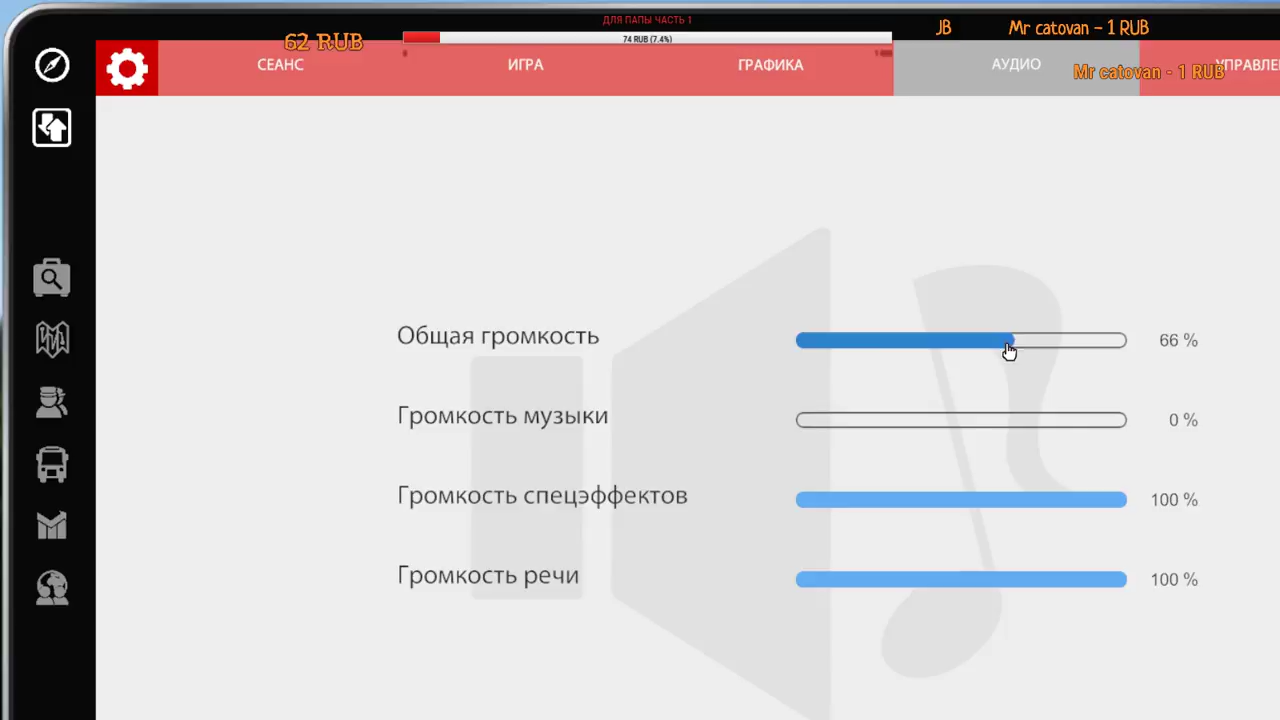 ДЛЯ ПАПЫ ЧАСТЬ 1
JB
Mr catovan – 1 RUB
62 RUB
74 RUB (7.4%)
0
СЕАНС
ИГРА
ГРАФИКА
АУДИО
Mr catovan - 1 RUB
УПРАВЛЕ
Общая громкость
66 %
Громкость музыки
0 %
Громкость спецэффектов
100 %
Громкость речи
100 %